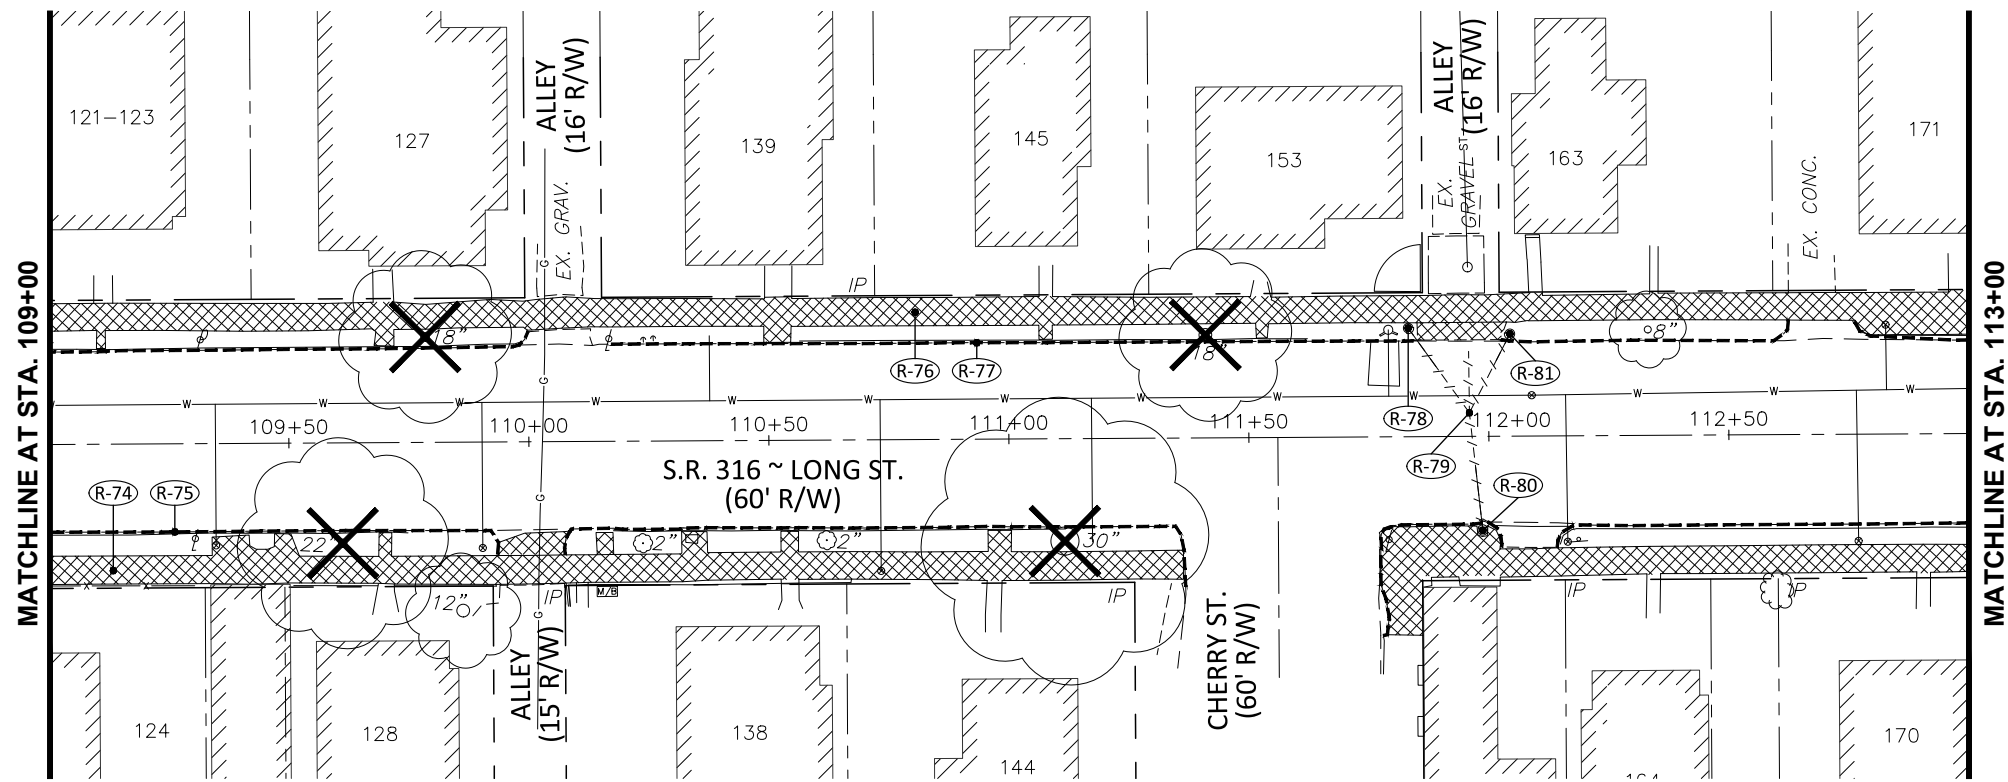 MATCHLINE AT STA. 109+00
121-123
127
ALLEY
(16' R/W)
EX. GRAV.
139
145
153
ALLEY
(16' R/W)
EX.
GRAVEL
ST
163
EX. CONC.
171
MATCHLINE AT STA. 113+00
IP
18"
18"
8"
R-76
R-77
R-78
R-81
G
G
G
G
W W W W W W W W W W W W W
109+50
110+00
110+50
111+00
111+50
112+00
112+50
R-74
R-75
S.R. 316 ~ LONG ST.
(60' R/W)
R-79
R-80
22"
2"
2"
30"
12"
IP
M/B
IP
IP
IP
ALLEY
(15' R/W)
CHERRY ST.
(60' R/W)
124
128
138
144
164
170